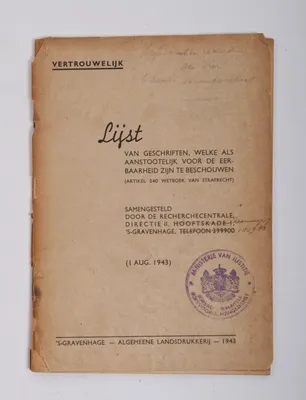 VERTROUWELIJK
Lijst
VAN GESCHRIFTEN, WELKE ALS
AANSTOOTELIJK VOOR DE EER-
BAARHEID ZIJN TE BESCHOUWEN
(ARTIKEL 240 WETBOEK VAN STRAFRECHT)
SAMENGESTELD
DOOR DE RECHERCHECENTRALE,
DIRECTIE II, HOOFTSKADE 1
'S-GRAVENHAGE, TELEFOON 399900
(1 AUG. 1943)
MINISTERIE VAN JUSTITIE
'S-GRAVENHAGE — ALGEMEENE LANDSDRUKKERIJ — 1943